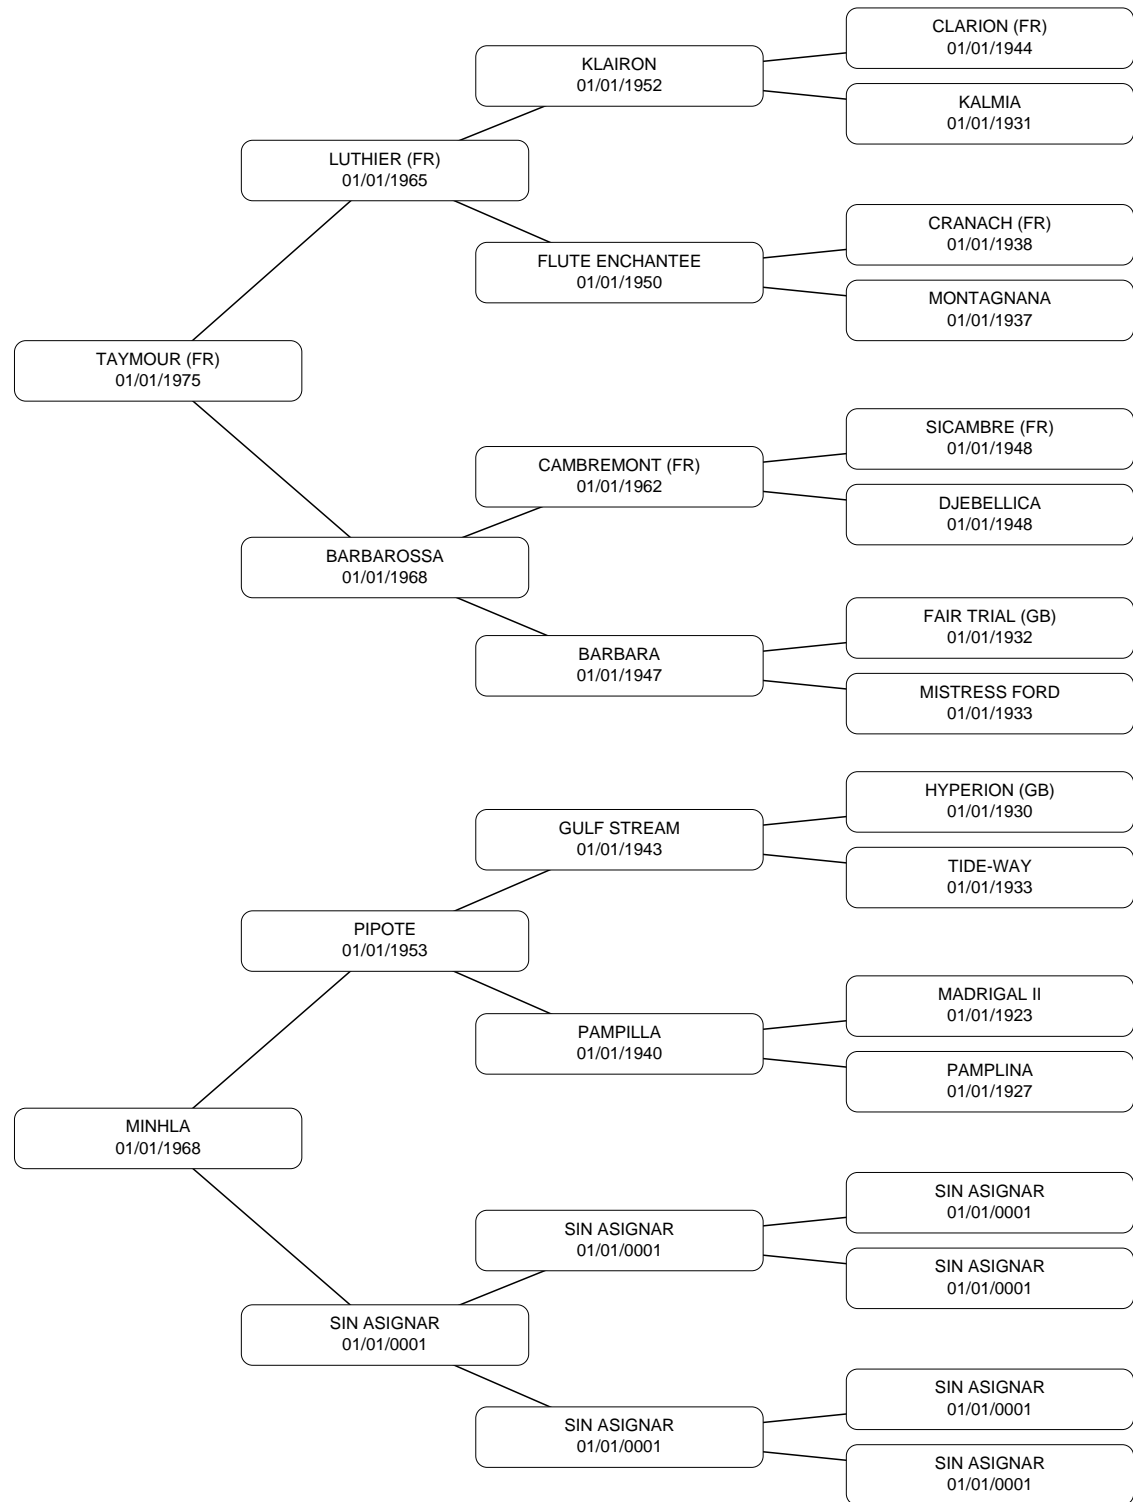 CLARION (FR)
01/01/1944
KLAIRON
01/01/1952
KALMIA
01/01/1931
LUTHIER (FR)
01/01/1965
CRANACH (FR)
01/01/1938
FLUTE ENCHANTEE
01/01/1950
MONTAGNANA
01/01/1937
TAYMOUR (FR)
01/01/1975
SICAMBRE (FR)
01/01/1948
CAMBREMONT (FR)
01/01/1962
DJEBELLICA
01/01/1948
BARBAROSSA
01/01/1968
FAIR TRIAL (GB)
01/01/1932
BARBARA
01/01/1947
MISTRESS FORD
01/01/1933
HYPERION (GB)
01/01/1930
GULF STREAM
01/01/1943
TIDE-WAY
01/01/1933
PIPOTE
01/01/1953
MADRIGAL II
01/01/1923
PAMPILLA
01/01/1940
PAMPLINA
01/01/1927
MINHLA
01/01/1968
SIN ASIGNAR
01/01/0001
SIN ASIGNAR
01/01/0001
SIN ASIGNAR
01/01/0001
SIN ASIGNAR
01/01/0001
SIN ASIGNAR
01/01/0001
SIN ASIGNAR
01/01/0001
SIN ASIGNAR
01/01/0001